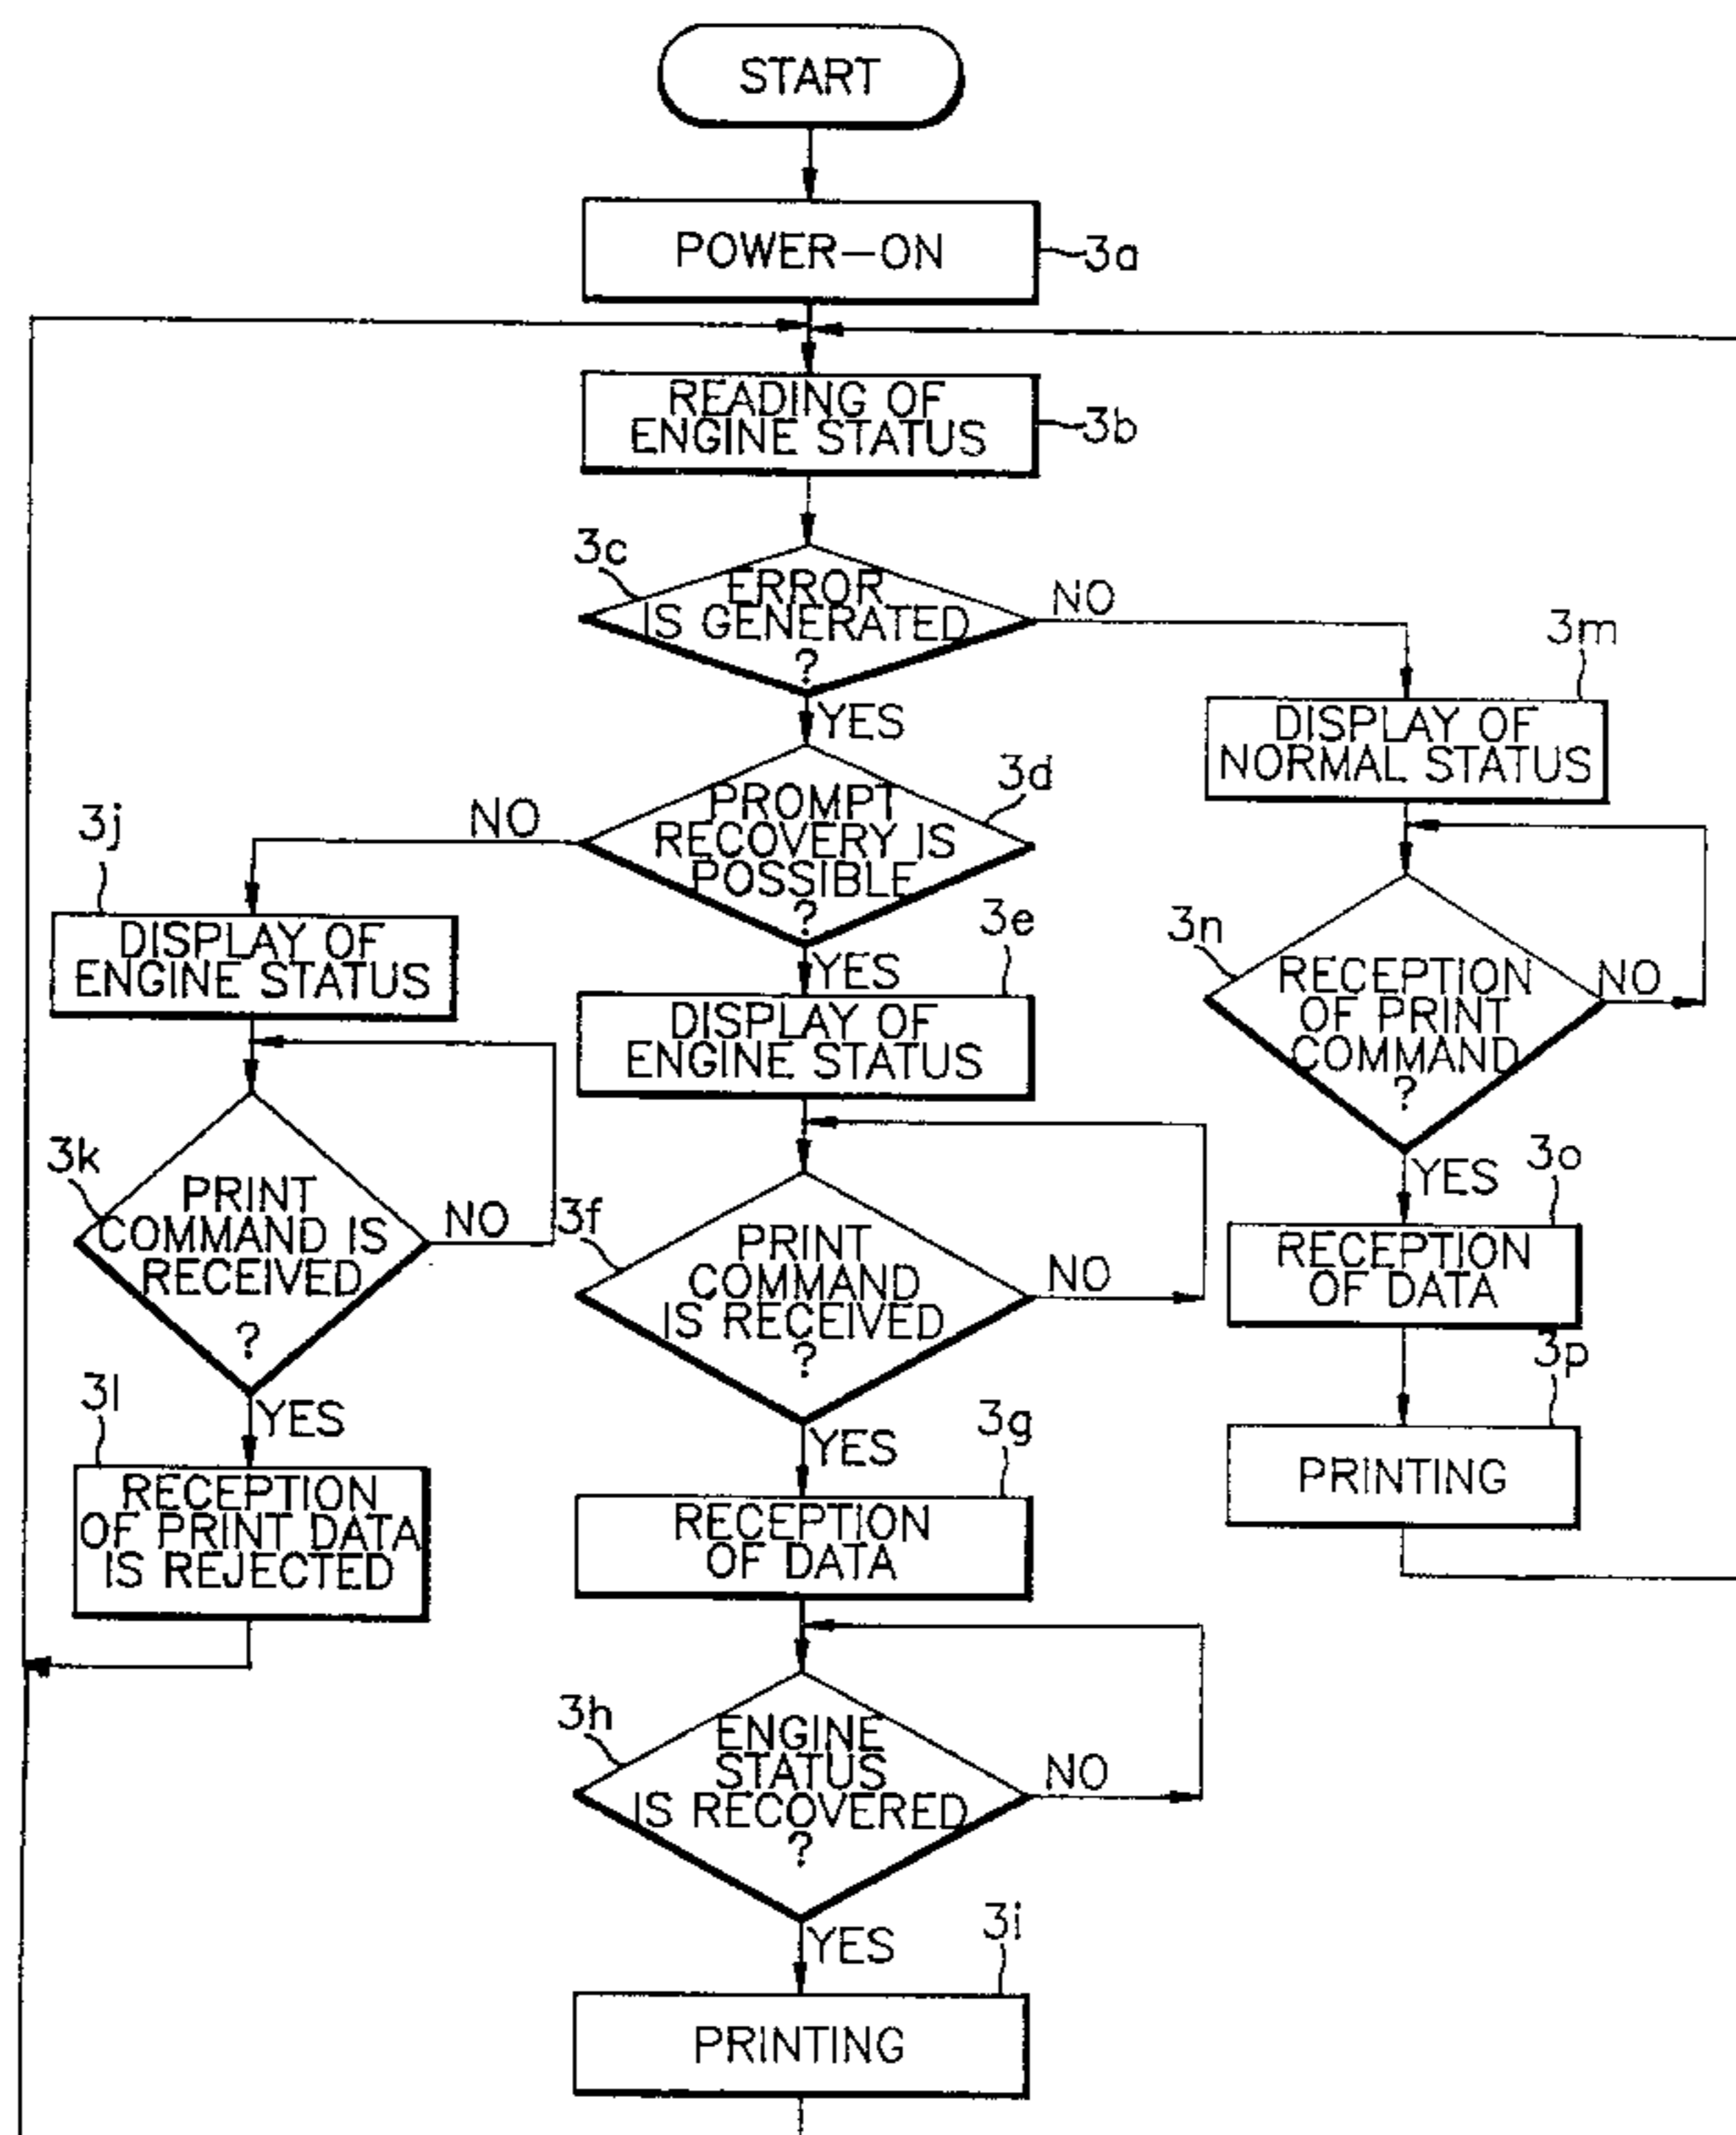 START
POWER-ON
3a
READING OF
ENGINE STATUS
3b
3c
ERROR
IS GENERATED
?
NO
YES
3m
DISPLAY OF
NORMAL STATUS
3d
PROMPT
RECOVERY IS
POSSIBLE
?
NO
YES
3j
DISPLAY OF
ENGINE STATUS
3e
DISPLAY OF
ENGINE STATUS
3n
RECEPTION
OF PRINT
COMMAND
?
NO
YES
3k
PRINT
COMMAND IS
RECEIVED
?
NO
YES
3f
PRINT
COMMAND
IS RECEIVED
?
NO
YES
3o
RECEPTION
OF DATA
3p
PRINTING
3l
RECEPTION
OF PRINT DATA
IS REJECTED
3g
RECEPTION
OF DATA
3h
ENGINE
STATUS
IS RECOVERED
?
NO
YES
3i
PRINTING